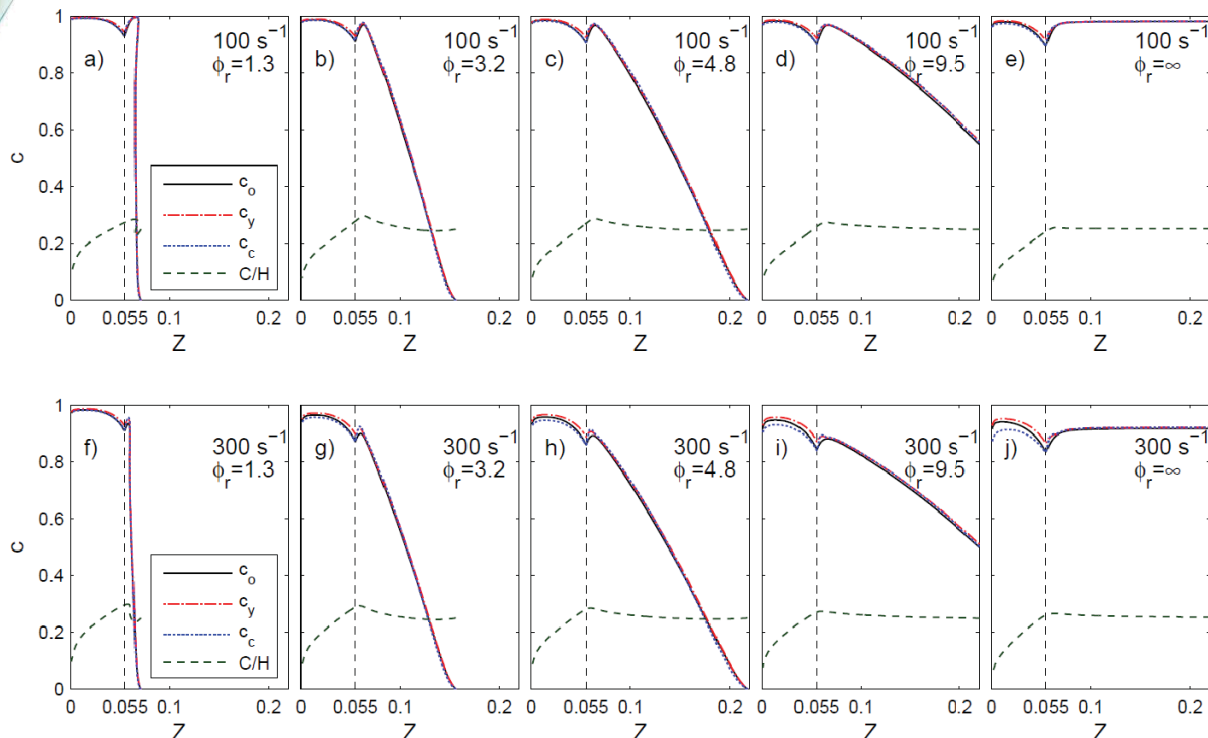 a) 100 s⁻¹
ϕr=1.3
b) 100 s⁻¹
ϕr=3.2
c) 100 s⁻¹
ϕr=4.8
d) 100 s⁻¹
ϕr=9.5
e) 100 s⁻¹
ϕr=∞
c
1
0.8
0.6
0.4
0.2
0
co
cy
cc
C/H
0 0.055 0.1 0.2
0 0.055 0.1 0.2
0 0.055 0.1 0.2
0 0.055 0.1 0.2
0 0.055 0.1 0.2
Z Z Z Z Z
f) 300 s⁻¹
ϕr=1.3
g) 300 s⁻¹
ϕr=3.2
h) 300 s⁻¹
ϕr=4.8
i) 300 s⁻¹
ϕr=9.5
j) 300 s⁻¹
ϕr=∞
c
1
0.8
0.6
0.4
0.2
0
co
cy
cc
C/H
0 0.055 0.1 0.2
0 0.055 0.1 0.2
0 0.055 0.1 0.2
0 0.055 0.1 0.2
0 0.055 0.1 0.2
Z Z Z Z Z